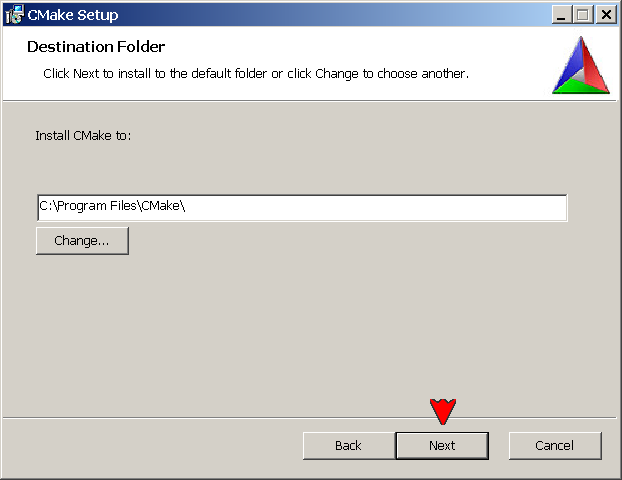 CMake Setup
Destination Folder
Click Next to install to the default folder or click Change to choose another.
Install CMake to:
C:\Program Files\CMake\
Change...
Back
Next
Cancel